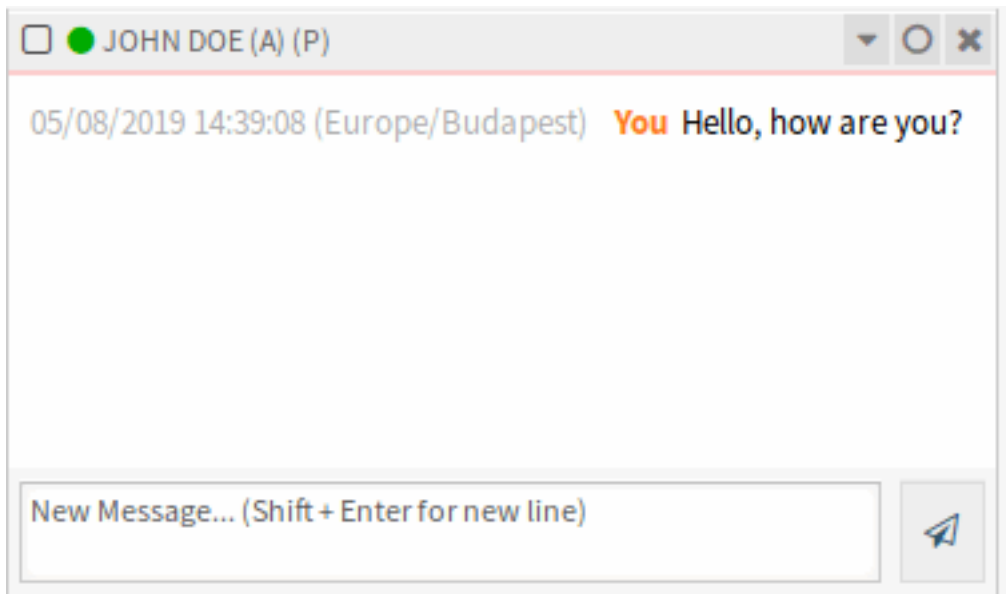 JOHN DOE (A) (P)
05/08/2019 14:39:08 (Europe/Budapest) You Hello, how are you?
New Message... (Shift + Enter for new line)